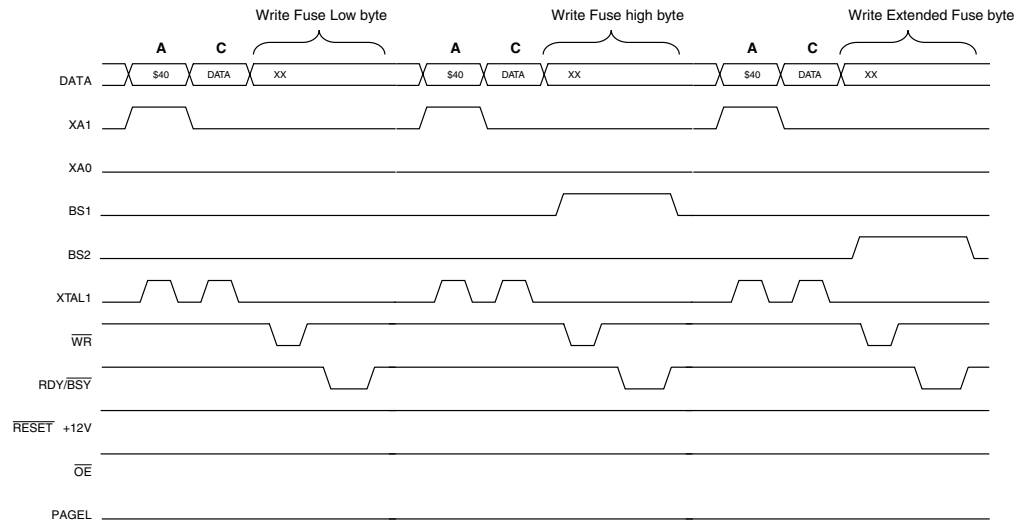 Write Fuse Low byte Write Fuse high byte Write Extended Fuse byte
A C A C A C
DATA $40 DATA XX $40 DATA XX $40 DATA XX
XA1
XA0
BS1
BS2
XTAL1
WR
RDY/BSY
RESET +12V
OE
PAGEL